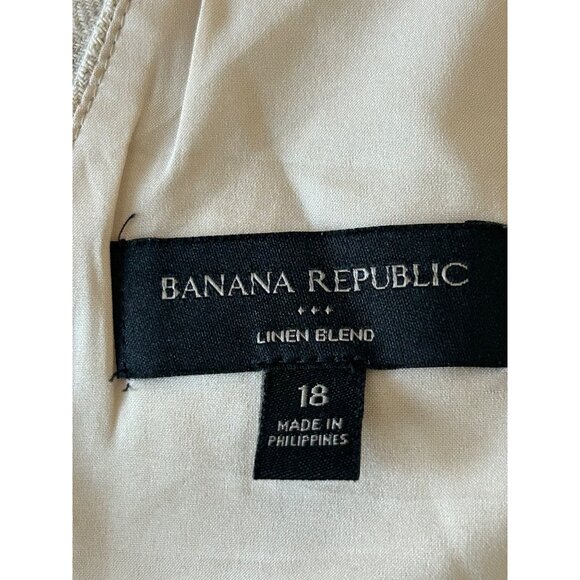 BANANA REPUBLIC
LINEN BLEND
18
MADE IN
PHILIPPINES